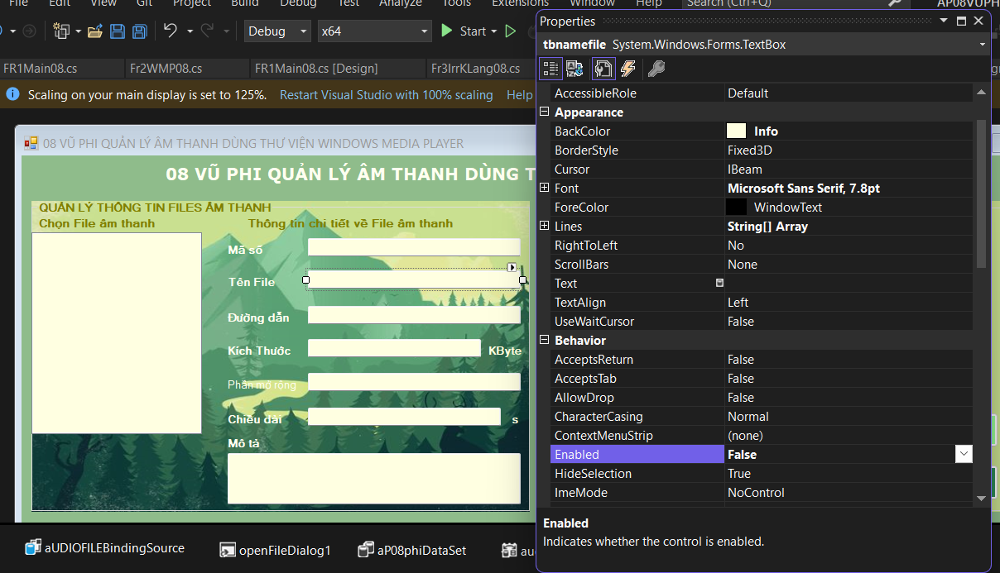 File Edit View Git Project Build Debug Test Analyze Tools Extensions Window Help Search (Ctrl+Q) AP08VUPH
Debug x64 Start
FR1Main08.cs Fr2WMP08.cs FR1Main08.cs [Design] Fr3IrrKLang08.cs
Scaling on your main display is set to 125%. Restart Visual Studio with 100% scaling Help
08 VŨ PHI QUẢN LÝ ÂM THANH DÙNG THƯ VIỆN WINDOWS MEDIA PLAYER
08 VŨ PHI QUẢN LÝ ÂM THANH DÙNG T
QUẢN LÝ THÔNG TIN FILES ÂM THANH
Chọn File âm thanh Thông tin chi tiết về File âm thanh
Mã số
Tên File
Đường dẫn
Kích Thước KByte
Phần mở rộng
Chiều dài s
Mô tả
aUDIOFILEBindingSource openFileDialog1 aP08phiDataSet au
Properties
tbnamefile System.Windows.Forms.TextBox
AccessibleRole Default
Appearance
BackColor Info
BorderStyle Fixed3D
Cursor IBeam
Font Microsoft Sans Serif, 7.8pt
ForeColor WindowText
Lines String[] Array
RightToLeft No
ScrollBars None
Text
TextAlign Left
UseWaitCursor False
Behavior
AcceptsReturn False
AcceptsTab False
AllowDrop False
CharacterCasing Normal
ContextMenuStrip (none)
Enabled False
HideSelection True
ImeMode NoControl
Enabled
Indicates whether the control is enabled.